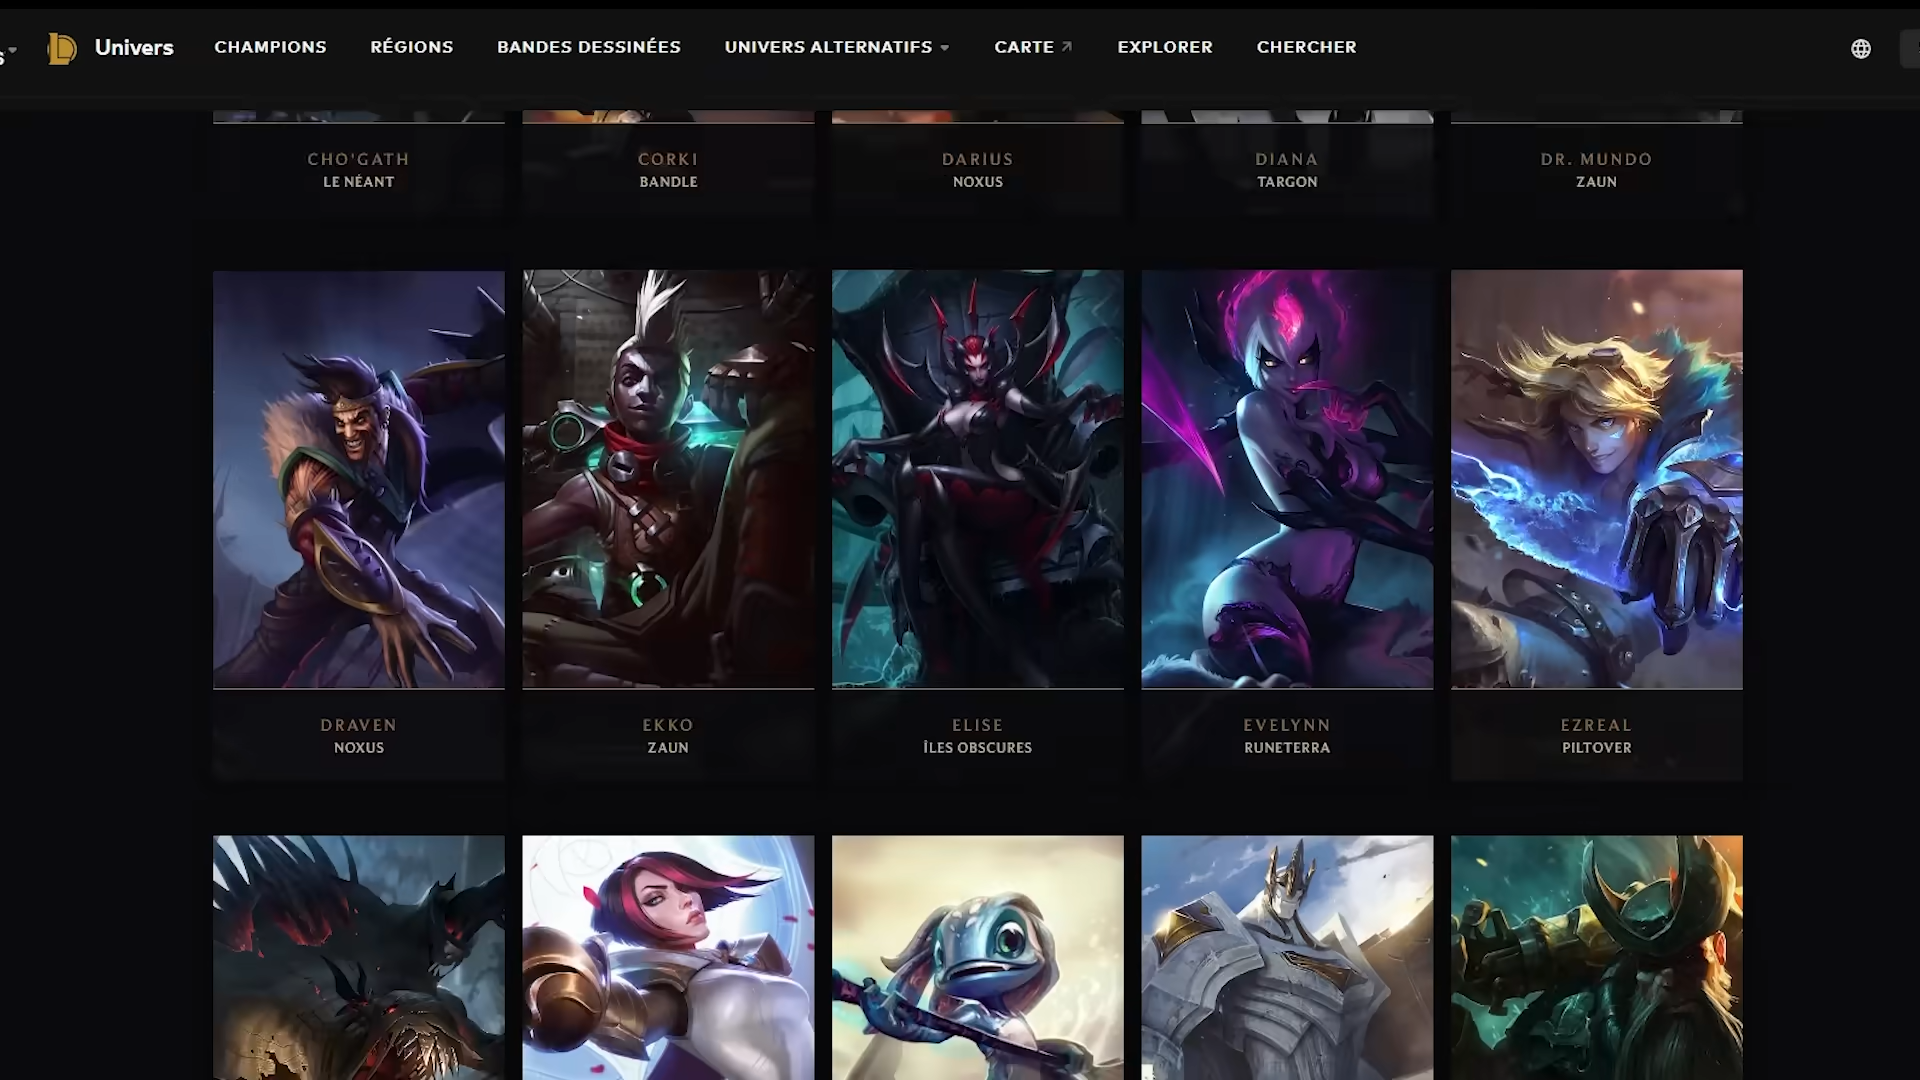 Univers
CHAMPIONS
RÉGIONS
BANDES DESSINÉES
UNIVERS ALTERNATIFS
CARTE
EXPLORER
CHERCHER
CHO'GATH
LE NÉANT
CORKI
BANDLE
DARIUS
NOXUS
DIANA
TARGON
DR. MUNDO
ZAUN
DRAVEN
NOXUS
EKKO
ZAUN
ELISE
ÎLES OBSCURES
EVELYNN
RUNETERRA
EZREAL
PILTOVER